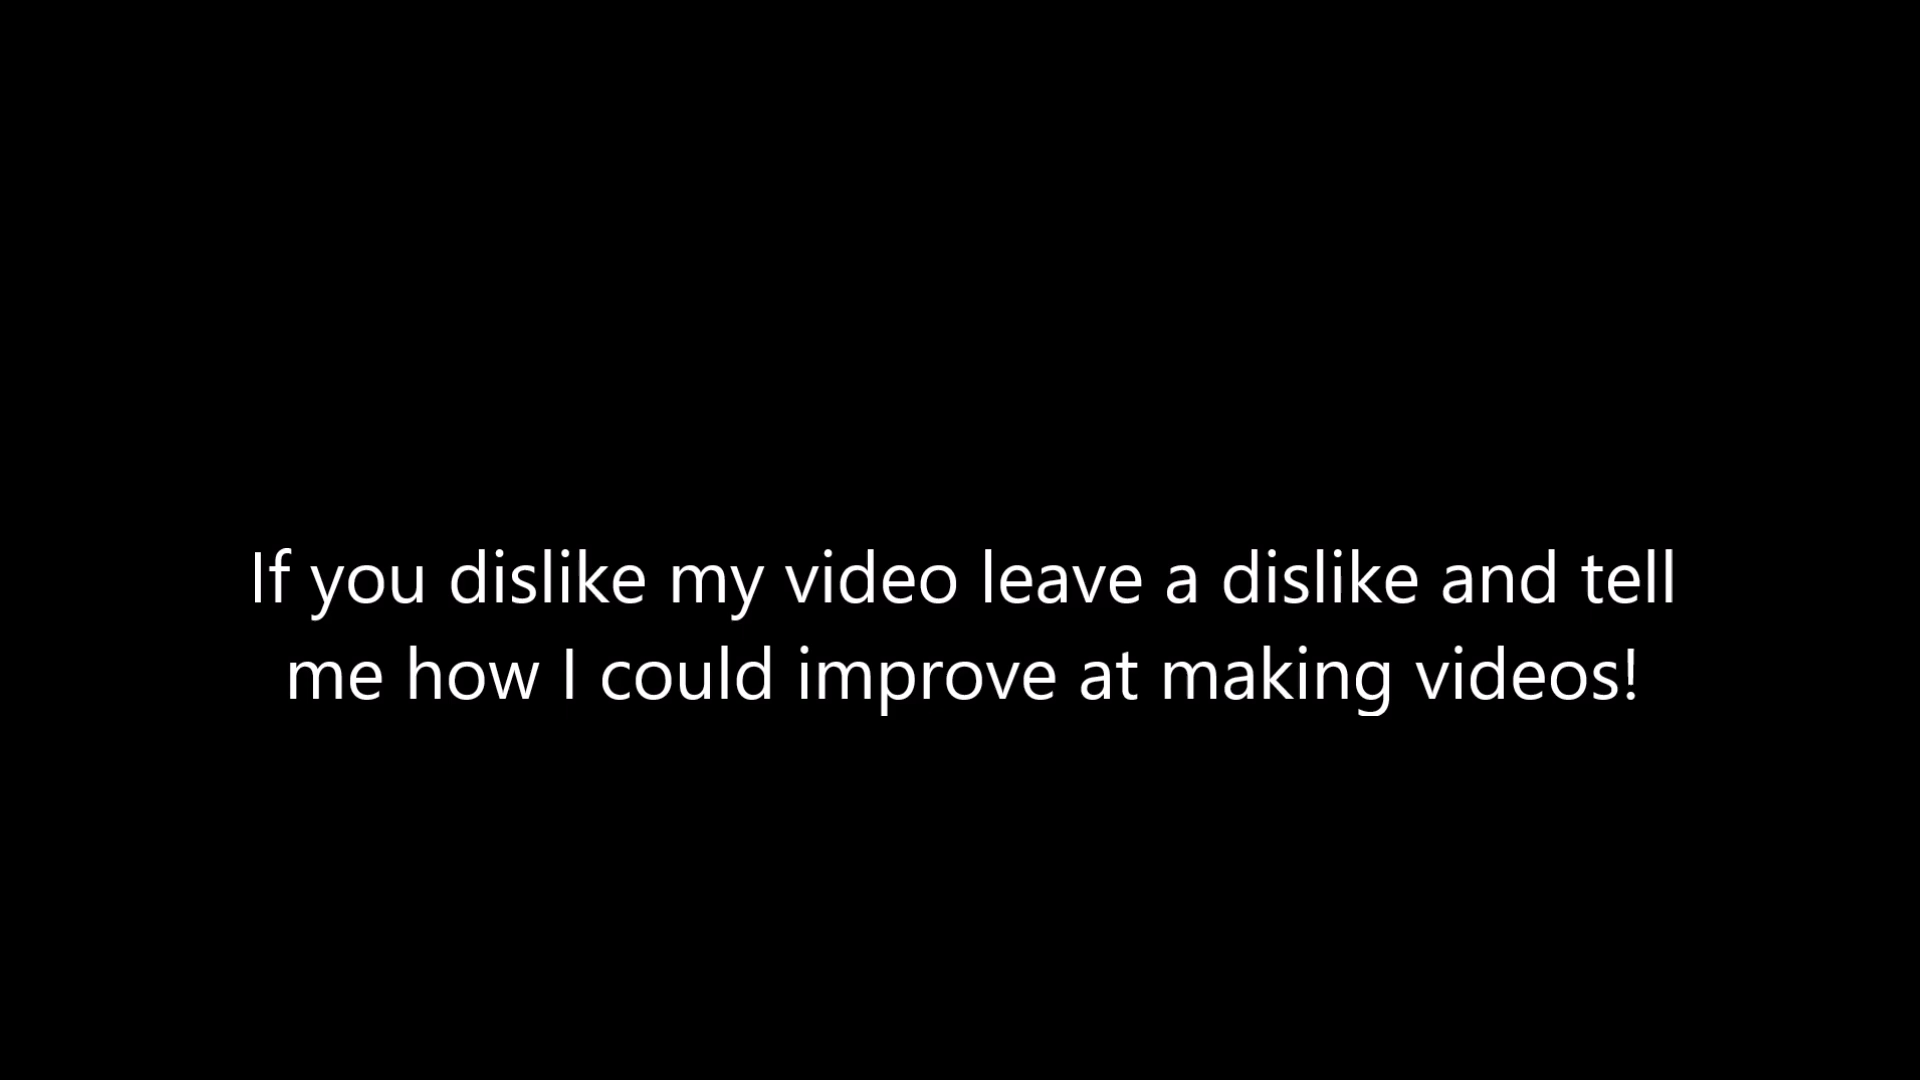 If you dislike my video leave a dislike and tell
me how I could improve at making videos!